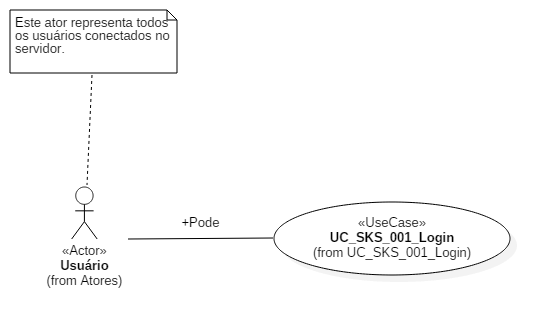 Este ator representa todos
os usuários conectados no
servidor.
+Pode
«UseCase»
UC_SKS_001_Login
(from UC_SKS_001_Login)
«Actor»
Usuário
(from Atores)